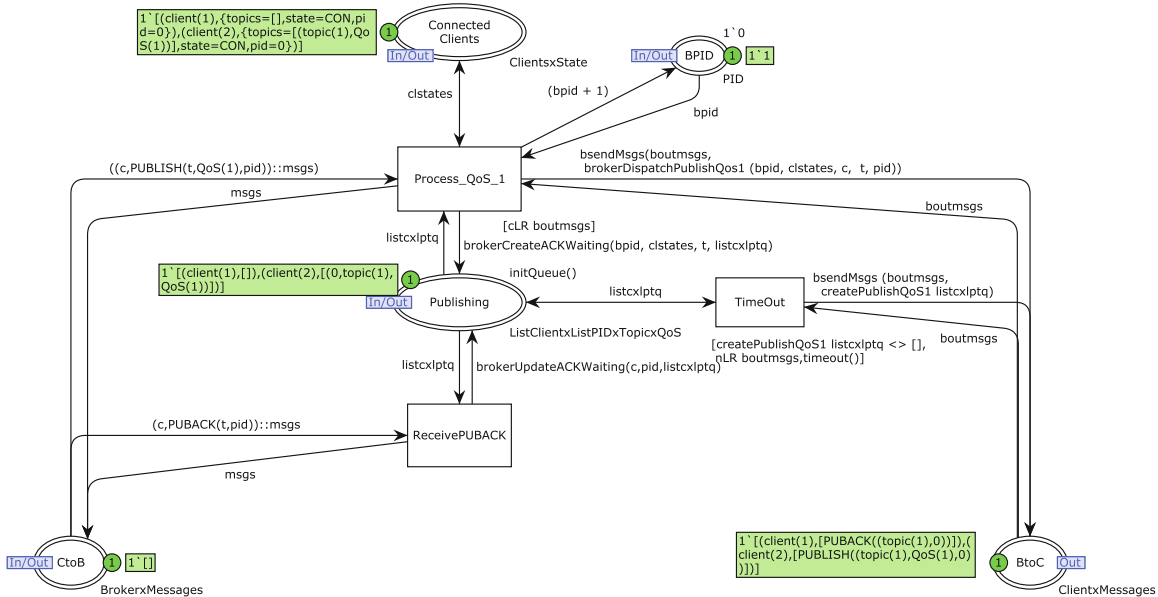 1`[(client(1),{topics=[],state=CON,pi
d=0}),(client(2),{topics=[(topic(1),Qo
S(1))],state=CON,pid=0})]
1
Connected
Clients
In/Out
ClientsxState
1`0
In/Out
BPID
1
1`1
PID
clstates
(bpid + 1)
bpid
((c,PUBLISH(t,QoS(1),pid))::msgs)
msgs
Process_QoS_1
bsendMsgs(boutmsgs,
brokerDispatchPublishQos1 (bpid, clstates, c, t, pid))
boutmsgs
listcxlptq
[cLR boutmsgs]
brokerCreateACKWaiting(bpid, clstates, t, listcxlptq)
1`[(client(1),[]),(client(2),[(0,topic(1),
QoS(1))])]
1
initQueue()
In/Out
Publishing
ListClientxListPIDxTopicxQoS
listcxlptq
TimeOut
bsendMsgs (boutmsgs,
createPublishQoS1 listcxlptq)
boutmsgs
[createPublishQoS1 listcxlptq <> [],
nLR boutmsgs,timeout()]
listcxlptq
brokerUpdateACKWaiting(c,pid,listcxlptq)
(c,PUBACK(t,pid))::msgs
msgs
ReceivePUBACK
In/Out
CtoB
1
1`[]
BrokerxMessages
1`[(client(1),[PUBACK((topic(1),0))]),(
client(2),[PUBLISH((topic(1),QoS(1),0)
)])]
1
BtoC
Out
ClientxMessages